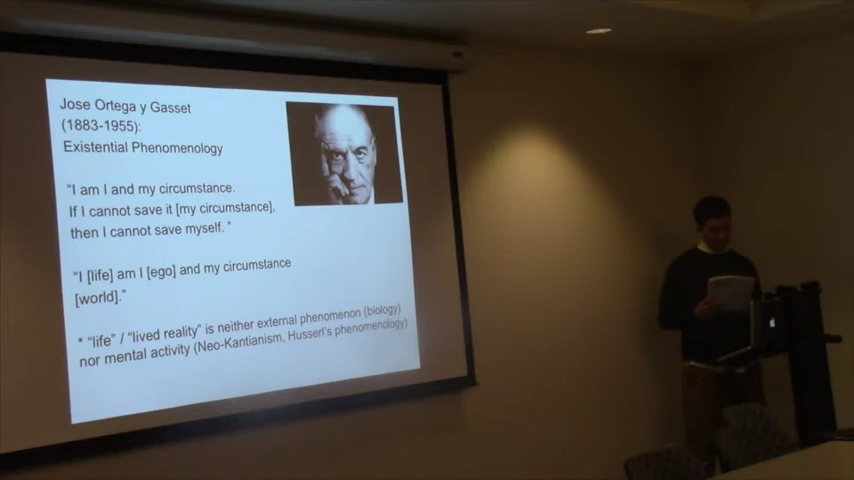 Jose Ortega y Gasset
(1883-1955):
Existential Phenomenology
“I am I and my circumstance.
If I cannot save it [my circumstance],
then I cannot save myself. ”
“I [life] am I [ego] and my circumstance
[world].”
* “life” / “lived reality” is neither external phenomenon (biology)
nor mental activity (Neo-Kantianism, Husserl's phenomenology)